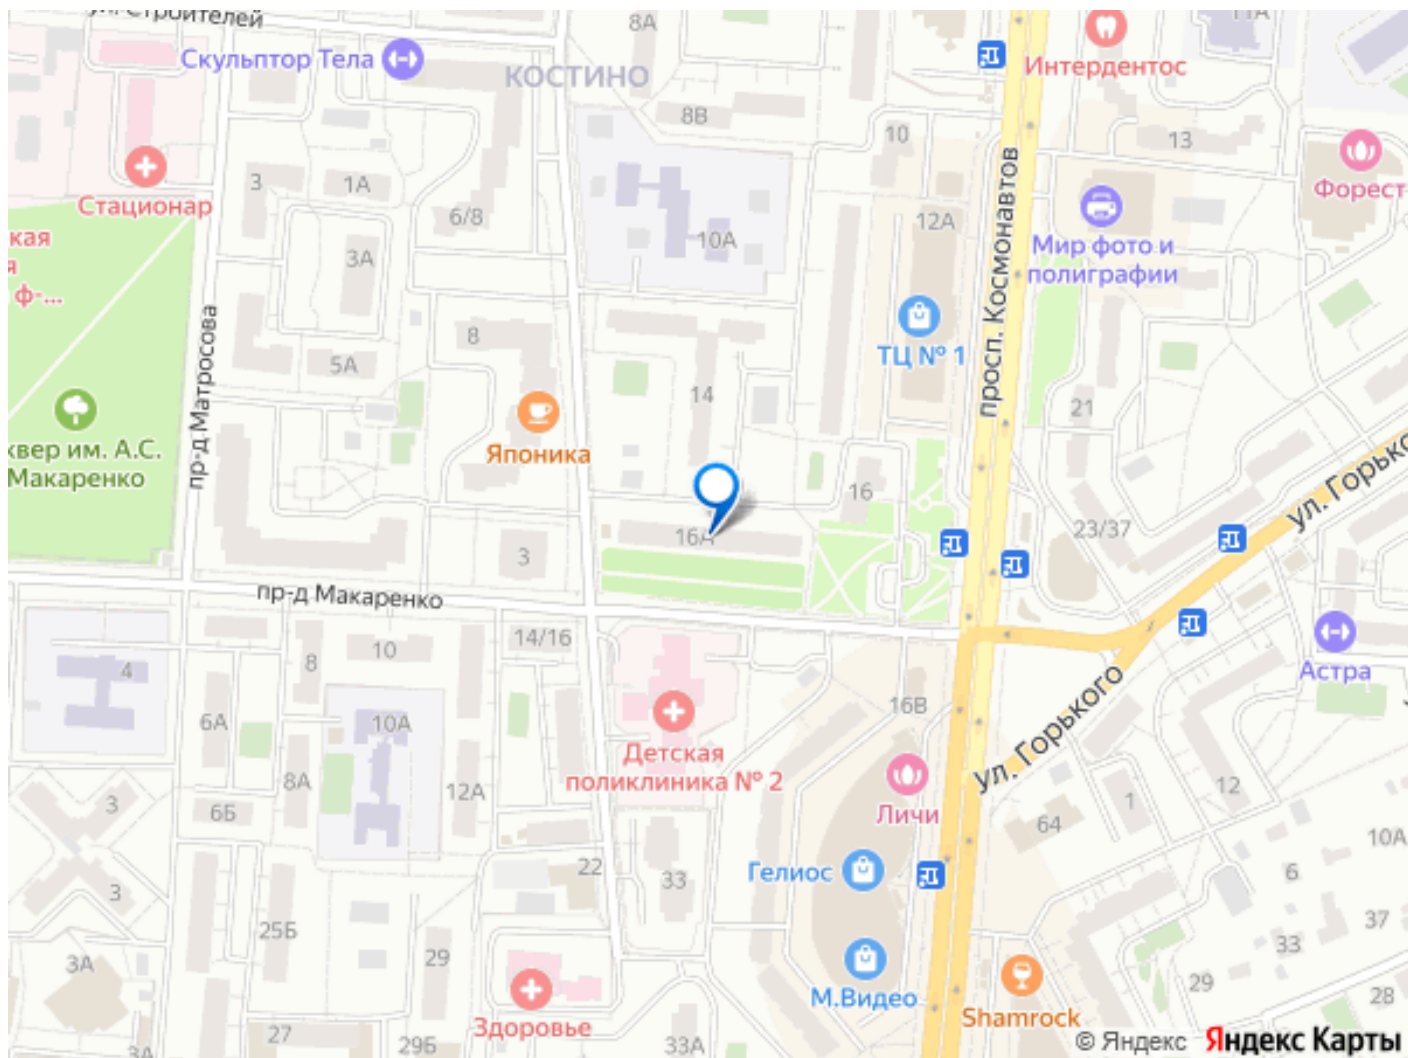 ул. Строителей
8А
11А
Скульптор Тела
КОСТИНО
Интердентос
8В
10
13
Стационар
3
1А
6/8
Форест
10А
12А
кая
я
ф-...
3А
Мир фото и
полиграфии
просп. Космонавтов
пр-д Матросова
8
5А
ТЦ № 1
14
21
Японика
квер им. А.С.
Макаренко
16
ул. Горько
16А
23/37
3
пр-д Макаренко
14/16
10
8
4
Астра
6А
10А
16В
ул. Горького
Детская
поликлиника № 2
8А
12А
12
1
3
6Б
Личи
64
10А
Гелиос
22
33
6
3
37
25Б
29
33
3А
29
М.Видео
28
Здоровье
Shamrock
27
29Б
33А
3А
© Яндекс Яндекс Карты